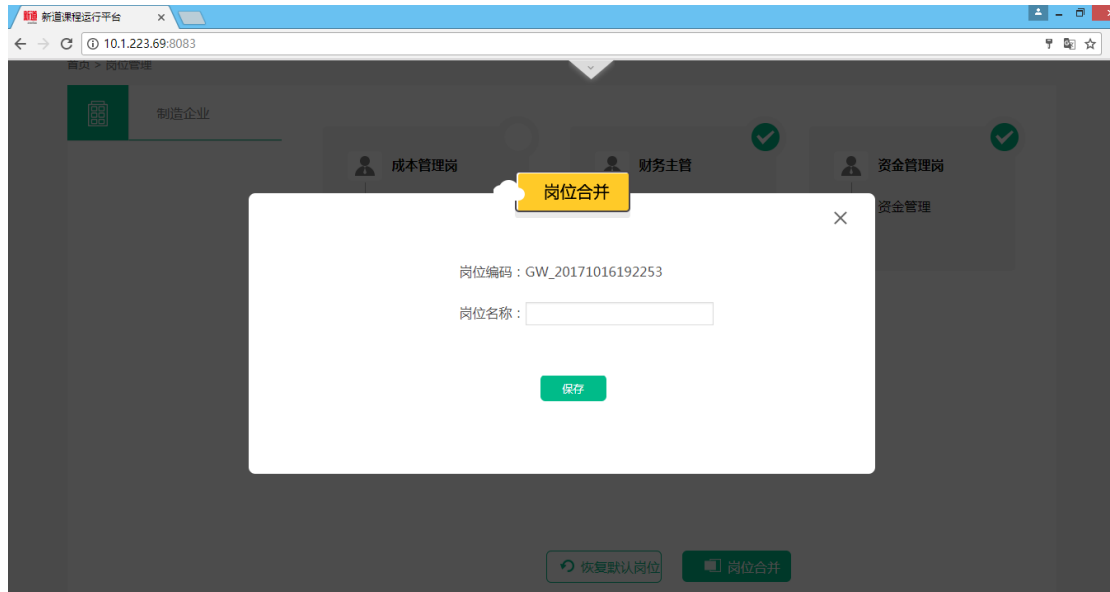 新道 新道课程运行平台
10.1.223.69:8083
首页 > 岗位管理
制造企业
成本管理岗
财务主管
资金管理岗
岗位合并
资金管理
岗位编码：GW_20171016192253
岗位名称：
保存
恢复默认岗位
岗位合并